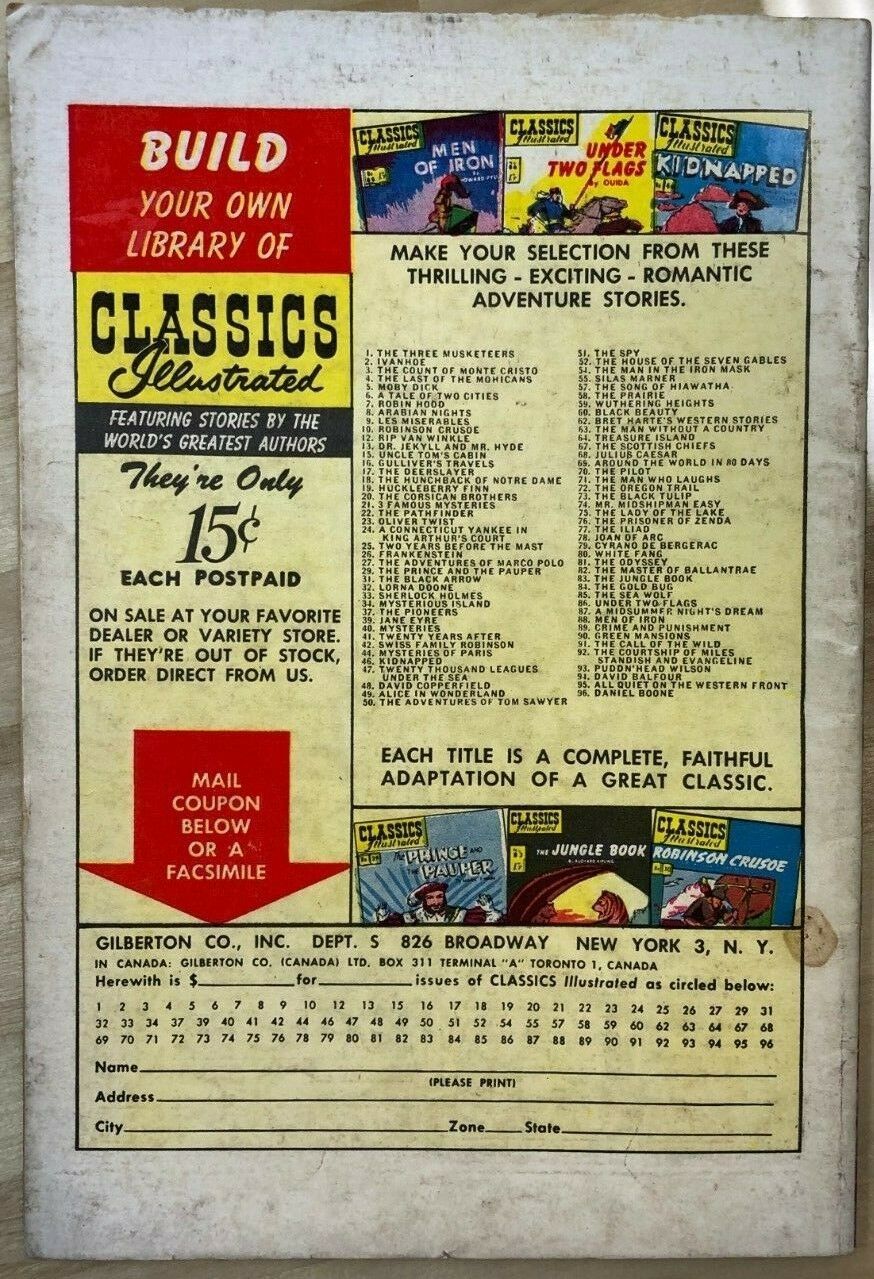 BUILD
YOUR OWN
LIBRARY OF
CLASSICS
Illustrated
FEATURING STORIES BY THE
WORLD'S GREATEST AUTHORS
They're Only
15¢
EACH POSTPAID
ON SALE AT YOUR FAVORITE
DEALER OR VARIETY STORE.
IF THEY'RE OUT OF STOCK,
ORDER DIRECT FROM US.
MAIL
COUPON
BELOW
OR A
FACSIMILE
CLASSICS
Illustrated
MEN
OF IRON
CLASSICS
Illustrated
UNDER
TWO FLAGS
By OUIDA
CLASSICS
Illustrated
KIDNAPPED
MAKE YOUR SELECTION FROM THESE
THRILLING - EXCITING - ROMANTIC
ADVENTURE STORIES.
1. THE THREE MUSKETEERS
2. IVANHOE
3. THE COUNT OF MONTE CRISTO
4. THE LAST OF THE MOHICANS
5. MOBY DICK
6. A TALE OF TWO CITIES
7. ROBIN HOOD
8. ARABIAN NIGHTS
9. LES MISERABLES
10. ROBINSON CRUSOE
12. RIP VAN WINKLE
13. DR. JEKYLL AND MR. HYDE
15. UNCLE TOM'S CABIN
16. GULLIVER'S TRAVELS
17. THE DEERSLAYER
18. THE HUNCHBACK OF NOTRE DAME
19. HUCKLEBERRY FINN
20. THE CORSICAN BROTHERS
21. 3 FAMOUS MYSTERIES
22. THE PATHFINDER
23. OLIVER TWIST
24. A CONNECTICUT YANKEE IN
KING ARTHUR'S COURT
25. TWO YEARS BEFORE THE MAST
26. FRANKENSTEIN
27. THE ADVENTURES OF MARCO POLO
29. THE PRINCE AND THE PAUPER
31. THE BLACK ARROW
32. LORNA DOONE
33. SHERLOCK HOLMES
34. MYSTERIOUS ISLAND
37. THE PIONEERS
39. JANE EYRE
40. MYSTERIES
41. TWENTY YEARS AFTER
42. SWISS FAMILY ROBINSON
44. MYSTERIES OF PARIS
46. KIDNAPPED
47. TWENTY THOUSAND LEAGUES
UNDER THE SEA
48. DAVID COPPERFIELD
49. ALICE IN WONDERLAND
50. THE ADVENTURES OF TOM SAWYER
51. THE SPY
52. THE HOUSE OF THE SEVEN GABLES
54. THE MAN IN THE IRON MASK
55. SILAS MARNER
57. THE SONG OF HIAWATHA
58. THE PRAIRIE
59. WUTHERING HEIGHTS
60. BLACK BEAUTY
62. BRET HARTE'S WESTERN STORIES
63. THE MAN WITHOUT A COUNTRY
64. TREASURE ISLAND
67. THE SCOTTISH CHIEFS
68. JULIUS CAESAR
69. AROUND THE WORLD IN 80 DAYS
70. THE PILOT
71. THE MAN WHO LAUGHS
72. THE OREGON TRAIL
73. THE BLACK TULIP
74. MR. MIDSHIPMAN EASY
75. THE LADY OF THE LAKE
76. THE PRISONER OF ZENDA
77. THE ILIAD
78. JOAN OF ARC
79. CYRANO DE BERGERAC
80. WHITE FANG
81. THE ODYSSEY
82. THE MASTER OF BALLANTRAE
83. THE JUNGLE BOOK
84. THE GOLD BUG
85. THE SEA WOLF
86. UNDER TWO FLAGS
87. A MIDSUMMER NIGHT'S DREAM
88. MEN OF IRON
89. CRIME AND PUNISHMENT
90. GREEN MANSIONS
91. THE CALL OF THE WILD
92. THE COURTSHIP OF MILES
STANDISH AND EVANGELINE
93. PUDDN'HEAD WILSON
94. DAVID BALFOUR
95. ALL QUIET ON THE WESTERN FRONT
96. DANIEL BOONE
EACH TITLE IS A COMPLETE, FAITHFUL
ADAPTATION OF A GREAT CLASSIC.
CLASSICS
Illustrated
The PRINCE AND
THE PAUPER
CLASSICS
Illustrated
THE JUNGLE BOOK
By RUDYARD KIPLING
CLASSICS
Illustrated
ROBINSON CRUSOE
GILBERTON CO., INC. DEPT. S 826 BROADWAY NEW YORK 3, N. Y.
IN CANADA: GILBERTON CO. (CANADA) LTD. BOX 311 TERMINAL "A" TORONTO 1, CANADA
Herewith is $____for____issues of CLASSICS Illustrated as circled below:
1 2 3 4 5 6 7 8 9 10 12 13 15 16 17 18 19 20 21 22 23 24 25 26 27 29 31
32 33 34 37 39 40 41 42 44 46 47 48 49 50 51 52 54 55 57 58 59 60 62 63 64 67 68
69 70 71 72 73 74 75 76 77 78 79 80 81 82 83 84 85 86 87 88 89 90 91 92 93 94 95 96
Name____
(PLEASE PRINT)
Address____
City____Zone____State____